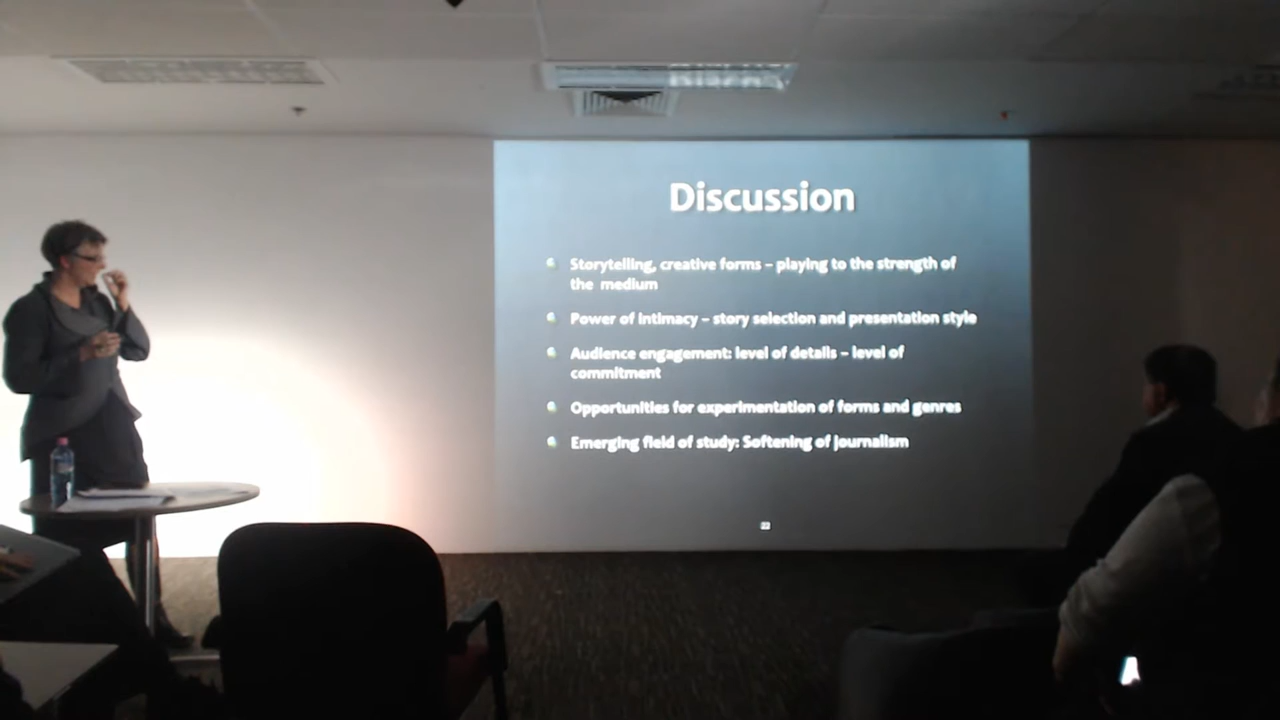 Discussion
Storytelling, creative forms – playing to the strength of
the medium
Power of Intimacy – story selection and presentation style
Audience engagement: level of details – level of
commitment
Opportunities for experimentation of forms and genres
Emerging field of study: Softening of journalism